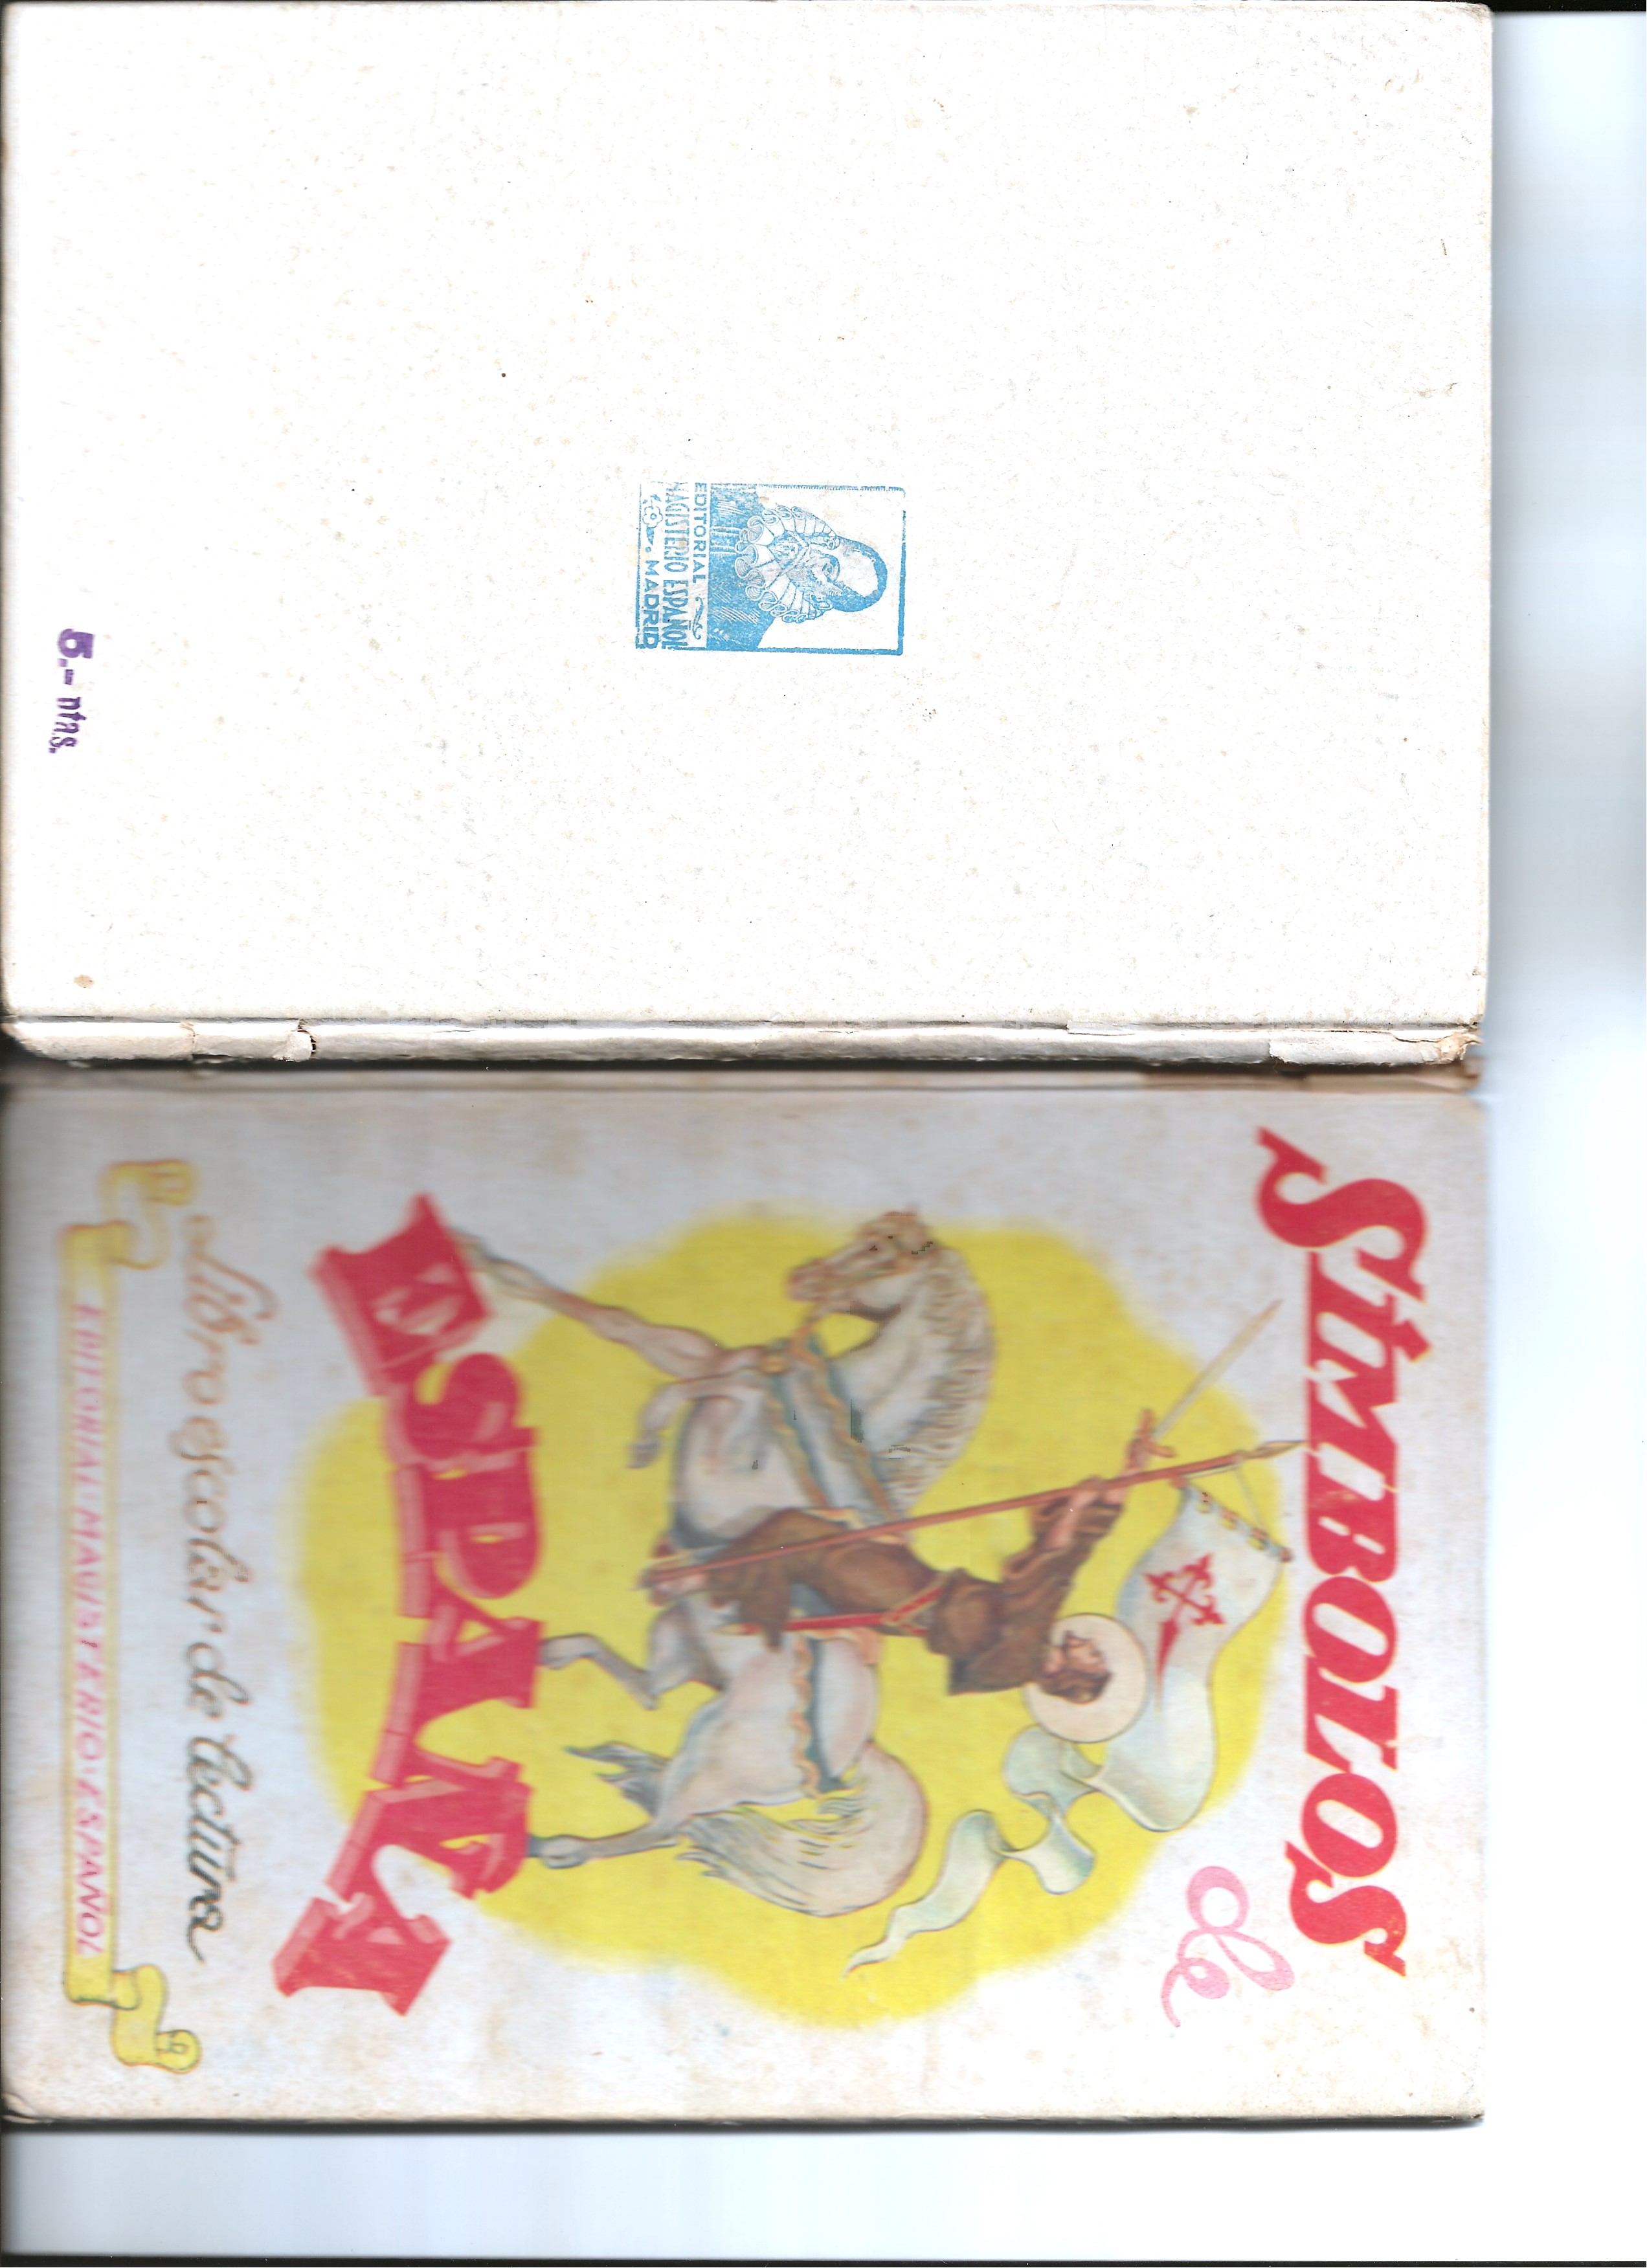 SÍMBOLOS
de
ESPAÑA
Libro escolar de lectura
EDITORIAL MAGISTERIO ESPAÑOL
EDITORIAL
MAGISTERIO ESPAÑOL
MADRID
5.- ptas.